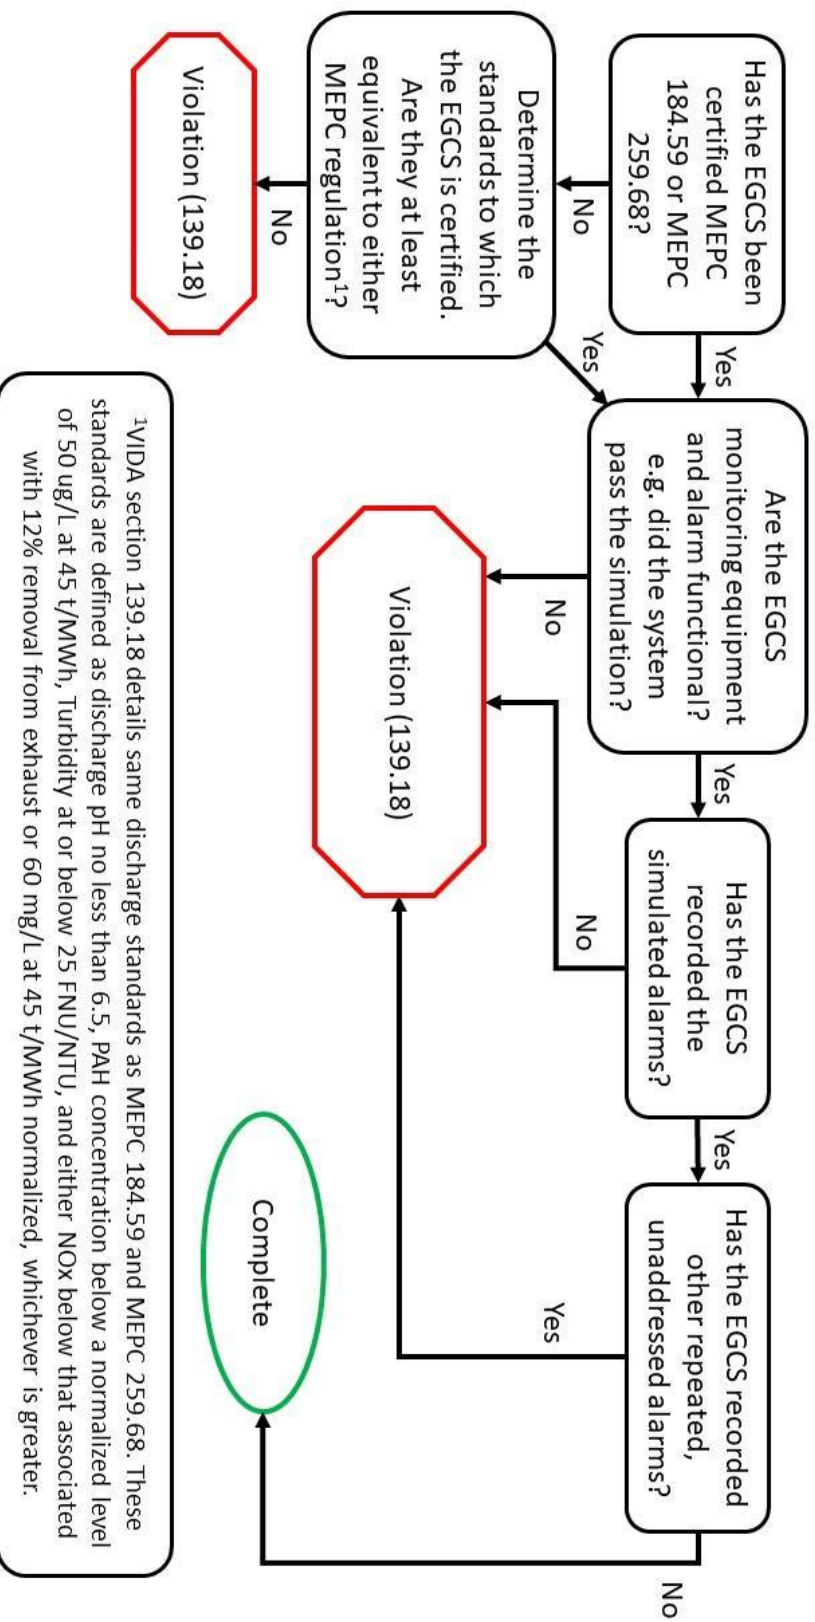 Has the EGCS been
certified MEPC
184.59 or MEPC
259.68?
Yes
No
Determine the
standards to which
the EGCS is certified.
Are they at least
equivalent to either
MEPC regulation¹?
Yes
No
Violation (139.18)
Are the EGCS
monitoring equipment
and alarm functional?
e.g. did the system
pass the simulation?
Yes
No
Has the EGCS
recorded the
simulated alarms?
Yes
No
Has the EGCS recorded
other repeated,
unaddressed alarms?
Yes
No
Violation (139.18)
Complete
¹VIDA section 139.18 details same discharge standards as MEPC 184.59 and MEPC 259.68. These
standards are defined as discharge pH no less than 6.5, PAH concentration below a normalized level
of 50 ug/L at 45 t/MWh, Turbidity at or below 25 FNU/NTU, and either NOx below that associated
with 12% removal from exhaust or 60 mg/L at 45 t/MWh normalized, whichever is greater.